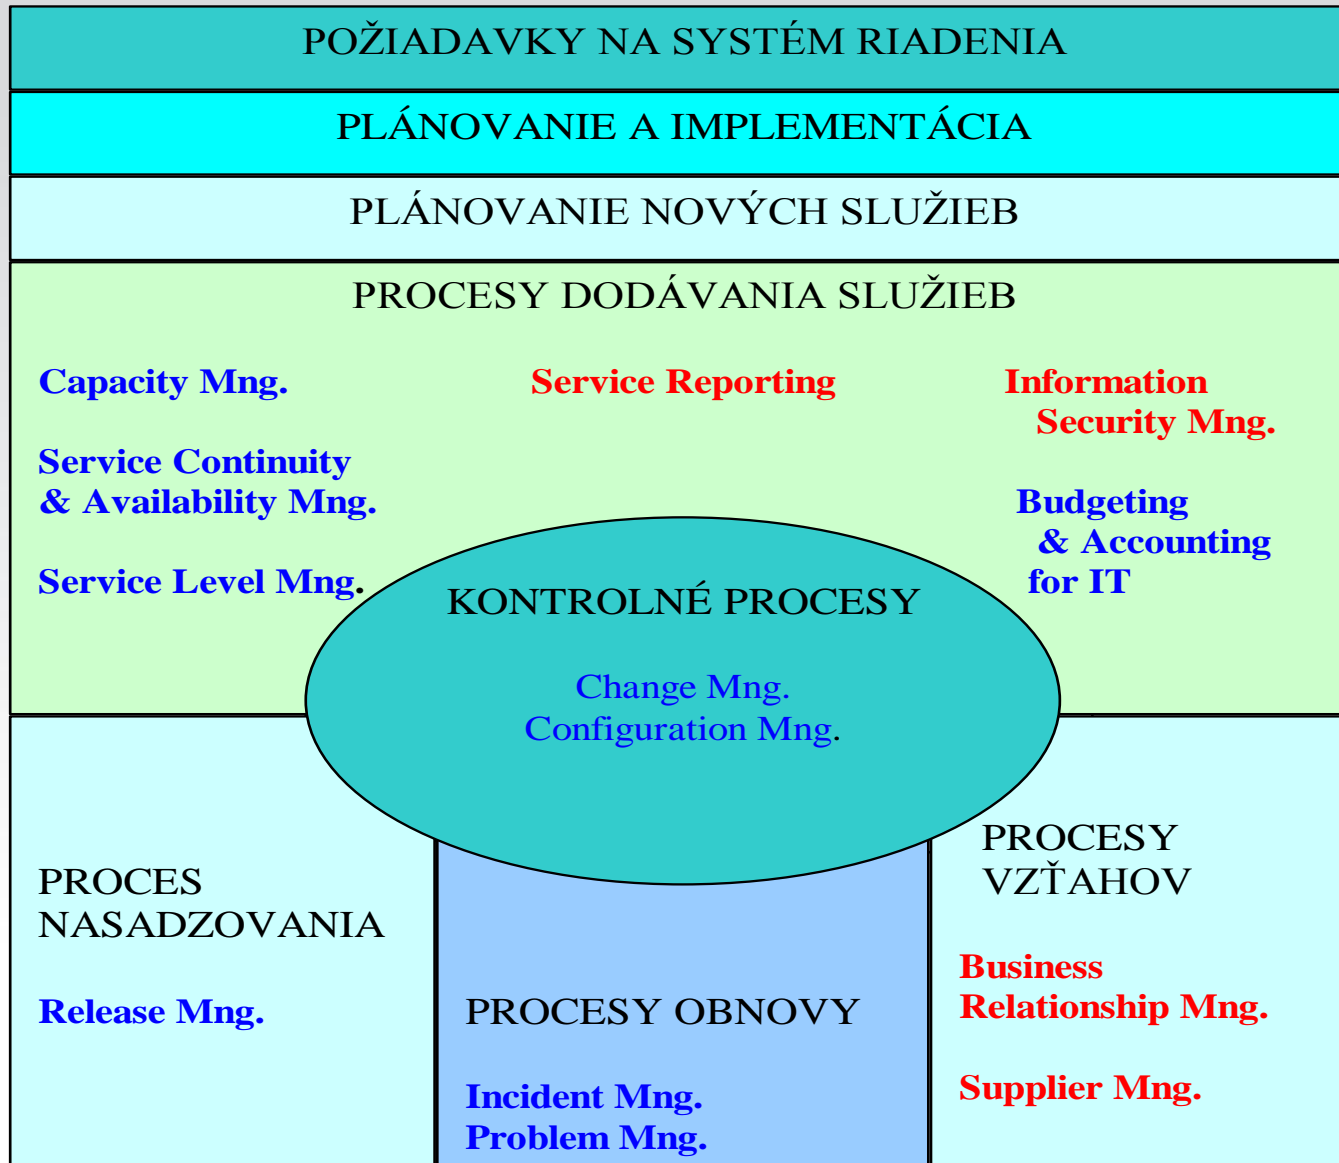 POŽIADAVKY NA SYSTÉM RIADENIA
PLÁNOVANIE A IMPLEMENTÁCIA
PLÁNOVANIE NOVÝCH SLUŽIEB
PROCESY DODÁVANIA SLUŽIEB
Capacity Mng.
Service Continuity
& Availability Mng.
Service Level Mng.
Service Reporting
Information
Security Mng.
Budgeting
& Accounting
for IT
KONTROLNÉ PROCESY
Change Mng.
Configuration Mng.
PROCES
NASADZOVANIA
Release Mng.
PROCESY OBNOVY
Incident Mng.
Problem Mng.
PROCESY
VZŤAHOV
Business
Relationship Mng.
Supplier Mng.